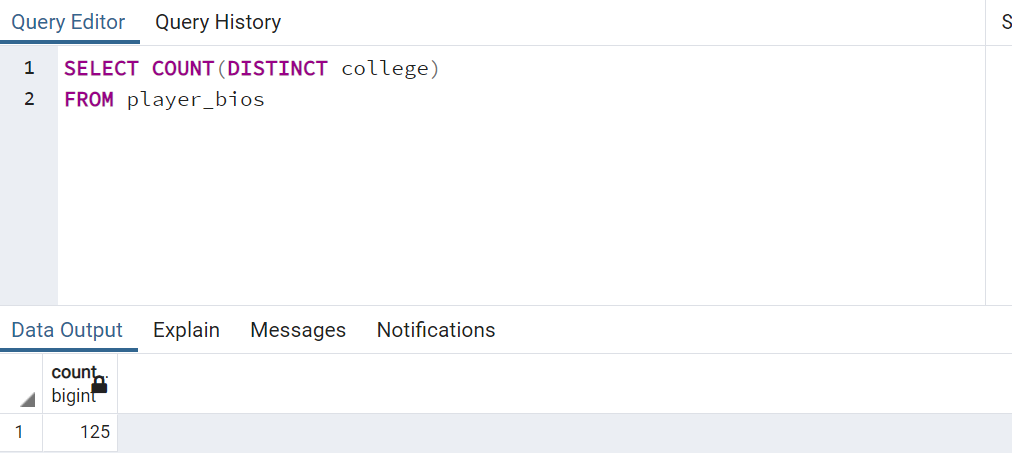 Query Editor Query History S
1 SELECT COUNT(DISTINCT college)
2 FROM player_bios
Data Output Explain Messages Notifications
count..
bigint
1 125